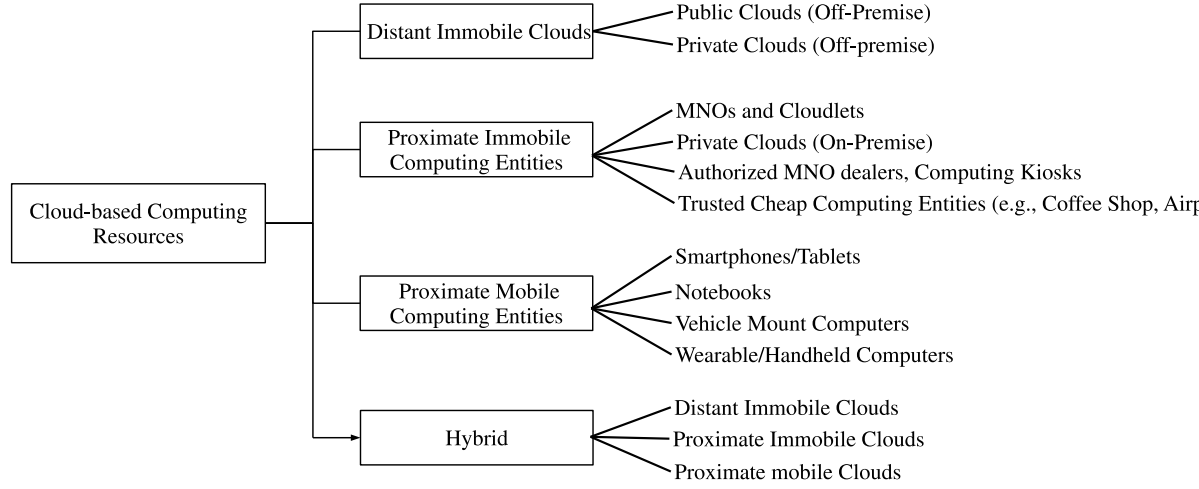 Cloud-based Computing
Resources
Distant Immobile Clouds
Public Clouds (Off-Premise)
Private Clouds (Off-premise)
Proximate Immobile
Computing Entities
MNOs and Cloudlets
Private Clouds (On-Premise)
Authorized MNO dealers, Computing Kiosks
Trusted Cheap Computing Entities (e.g., Coffee Shop, Airp
Proximate Mobile
Computing Entities
Smartphones/Tablets
Notebooks
Vehicle Mount Computers
Wearable/Handheld Computers
Hybrid
Distant Immobile Clouds
Proximate Immobile Clouds
Proximate mobile Clouds